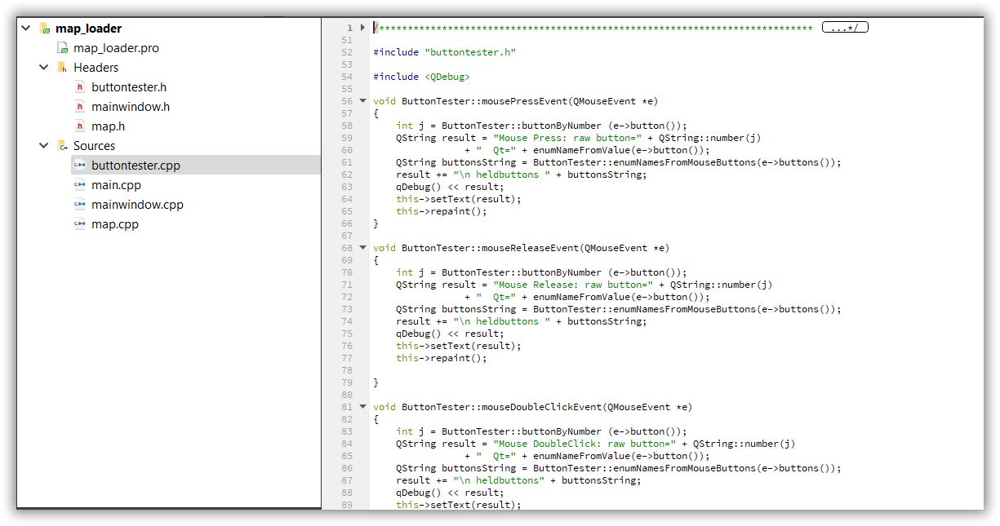 map_loader
map_loader.pro
Headers
buttontester.h
mainwindow.h
map.h
Sources
buttontester.cpp
main.cpp
mainwindow.cpp
map.cpp
1 /**************************************************************************** ...*/
51
52 #include "buttontester.h"
53
54 #include <QDebug>
55
56 void ButtonTester::mousePressEvent(QMouseEvent *e)
57 {
58     int j = ButtonTester::buttonByNumber (e->button());
59     QString result = "Mouse Press: raw button=" + QString::number(j)
60                 + "  Qt=" + enumNameFromValue(e->button());
61     QString buttonsString = ButtonTester::enumNamesFromMouseButtons(e->buttons());
62     result += "\n heldbuttons " + buttonsString;
63     qDebug() << result;
64     this->setText(result);
65     this->repaint();
66 }
67
68 void ButtonTester::mouseReleaseEvent(QMouseEvent *e)
69 {
70     int j = ButtonTester::buttonByNumber (e->button());
71     QString result = "Mouse Release: raw button=" + QString::number(j)
72                 + "  Qt=" + enumNameFromValue(e->button());
73     QString buttonsString = ButtonTester::enumNamesFromMouseButtons(e->buttons());
74     result += "\n heldbuttons " + buttonsString;
75     qDebug() << result;
76     this->setText(result);
77     this->repaint();
78
79 }
80
81 void ButtonTester::mouseDoubleClickEvent(QMouseEvent *e)
82 {
83     int j = ButtonTester::buttonByNumber (e->button());
84     QString result = "Mouse DoubleClick: raw button=" + QString::number(j)
85                 + "  Qt=" + enumNameFromValue(e->button());
86     QString buttonsString = ButtonTester::enumNamesFromMouseButtons(e->buttons());
87     result += "\n heldbuttons" + buttonsString;
88     qDebug() << result;
89     this->setText(result);